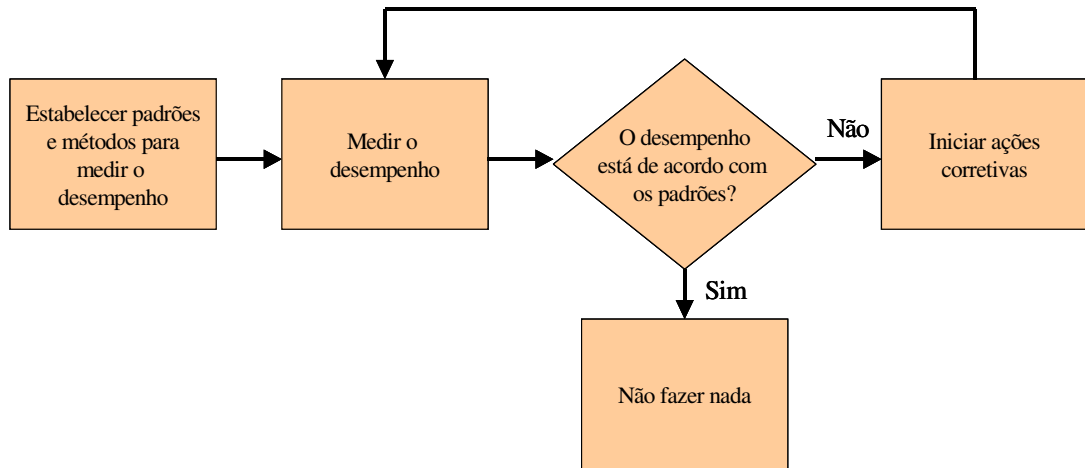 Estabelecer padrões
e métodos para
medir o
desempenho
Medir o
desempenho
O desempenho
está de acordo com
os padrões?
Não
Iniciar ações
corretivas
Sim
Não fazer nada